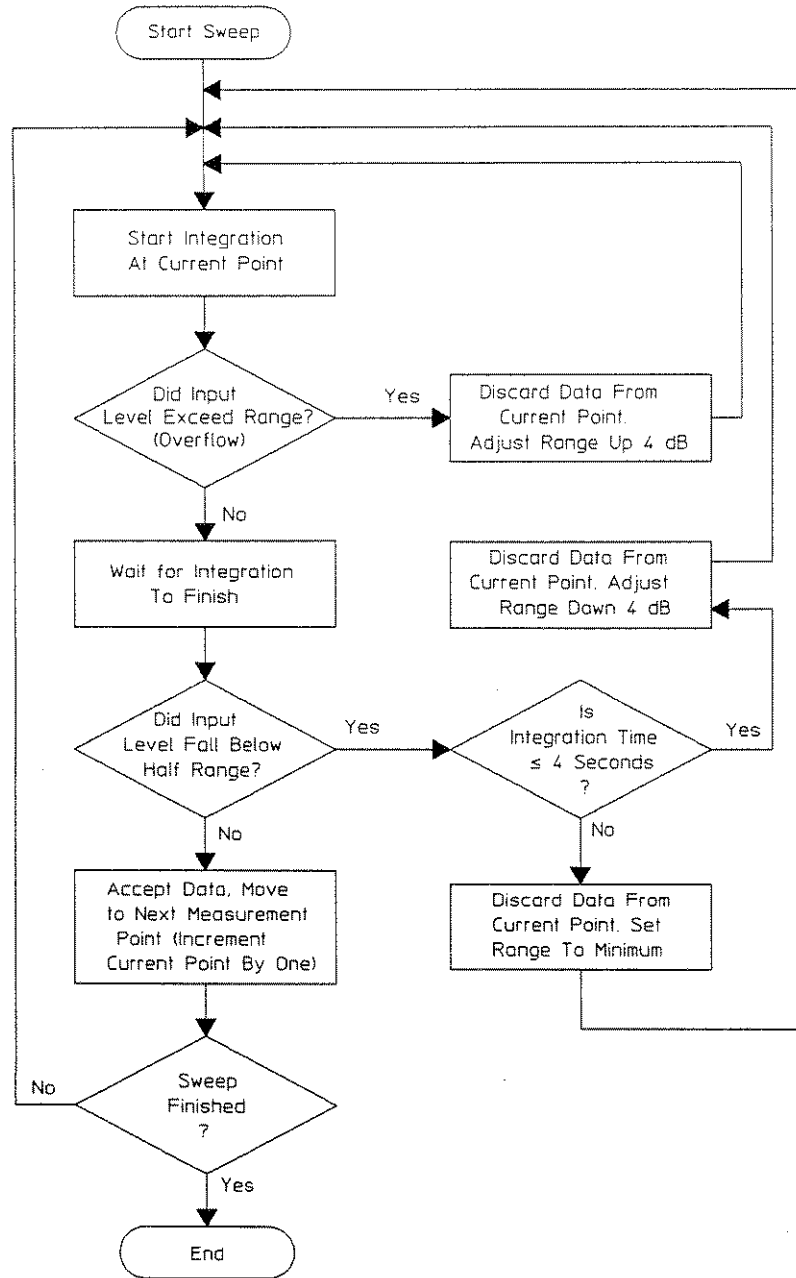 Start Sweep
Start Integration
At Current Point
Did Input
Level Exceed Range?
(Overflow)
Yes
Discard Data From
Current Point.
Adjust Range Up 4 dB
No
Wait for Integration
To Finish
Discard Data From
Current Point. Adjust
Range Down 4 dB
Did Input
Level Fall Below
Half Range?
Yes
Is
Integration Time
≤ 4 Seconds
?
Yes
No
No
Accept Data, Move
to Next Measurement
Point (Increment
Current Point By One)
Discard Data From
Current Point. Set
Range To Minimum
No
Sweep
Finished
?
Yes
End